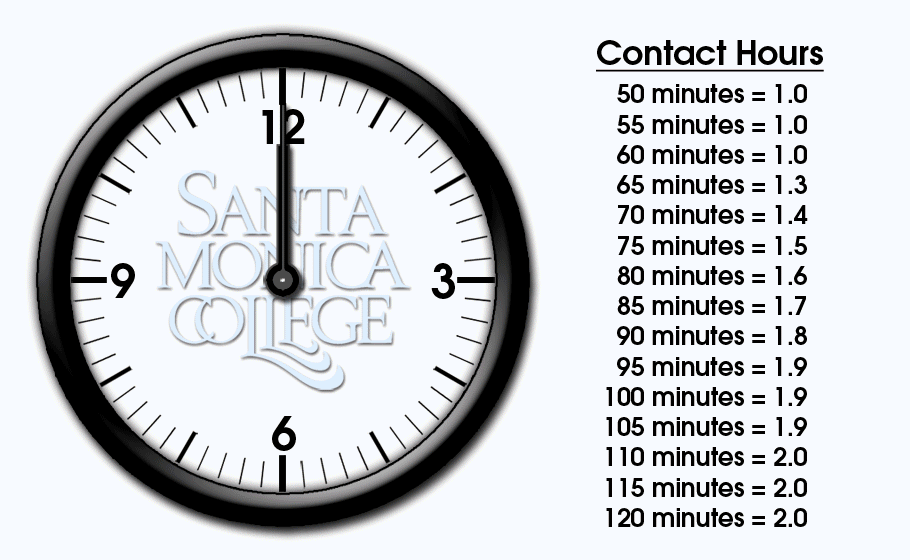 12
SANTA
MONICA
COLLEGE
9
3
6
Contact Hours
50 minutes = 1.0
55 minutes = 1.0
60 minutes = 1.0
65 minutes = 1.3
70 minutes = 1.4
75 minutes = 1.5
80 minutes = 1.6
85 minutes = 1.7
90 minutes = 1.8
95 minutes = 1.9
100 minutes = 1.9
105 minutes = 1.9
110 minutes = 2.0
115 minutes = 2.0
120 minutes = 2.0